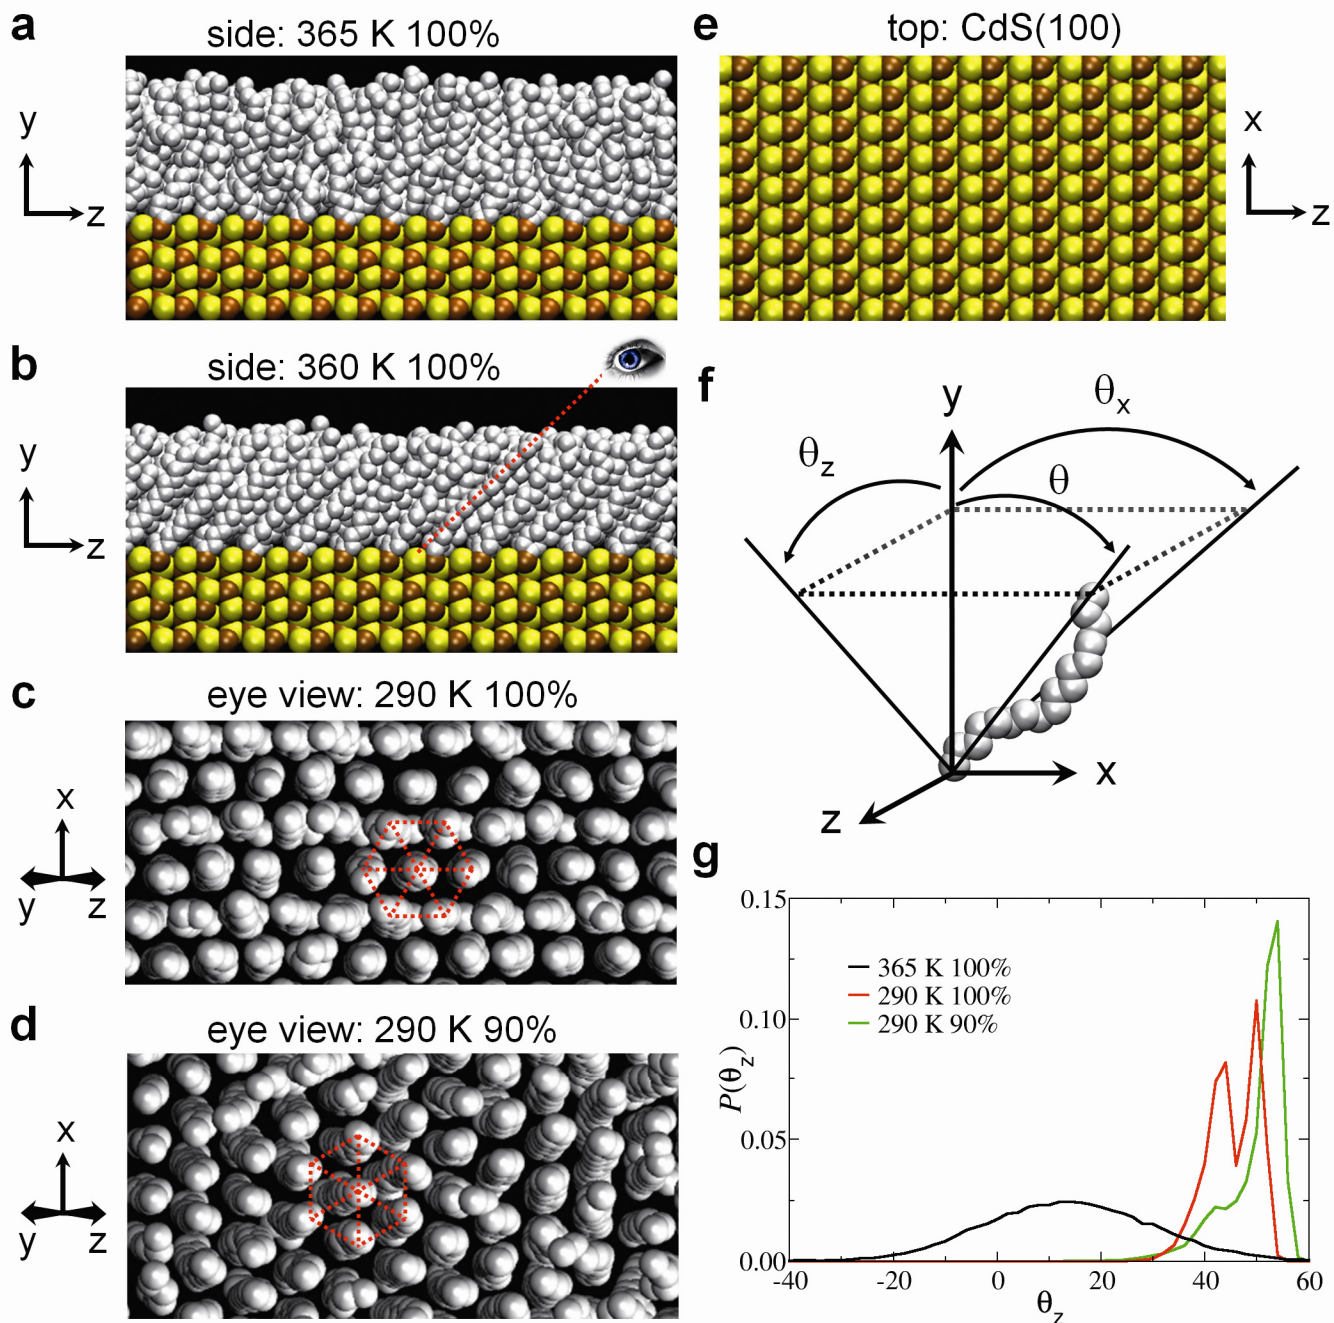 a
side: 365 K 100%
y
z
b
side: 360 K 100%
y
z
c
eye view: 290 K 100%
x
y
z
d
eye view: 290 K 90%
x
y
z
e
top: CdS(100)
x
z
f
y
θx
θz
θ
x
z
g
0.15
0.10
0.05
0.00
P(θz)
365 K 100%
290 K 100%
290 K 90%
-40
-20
0
20
40
60
θz